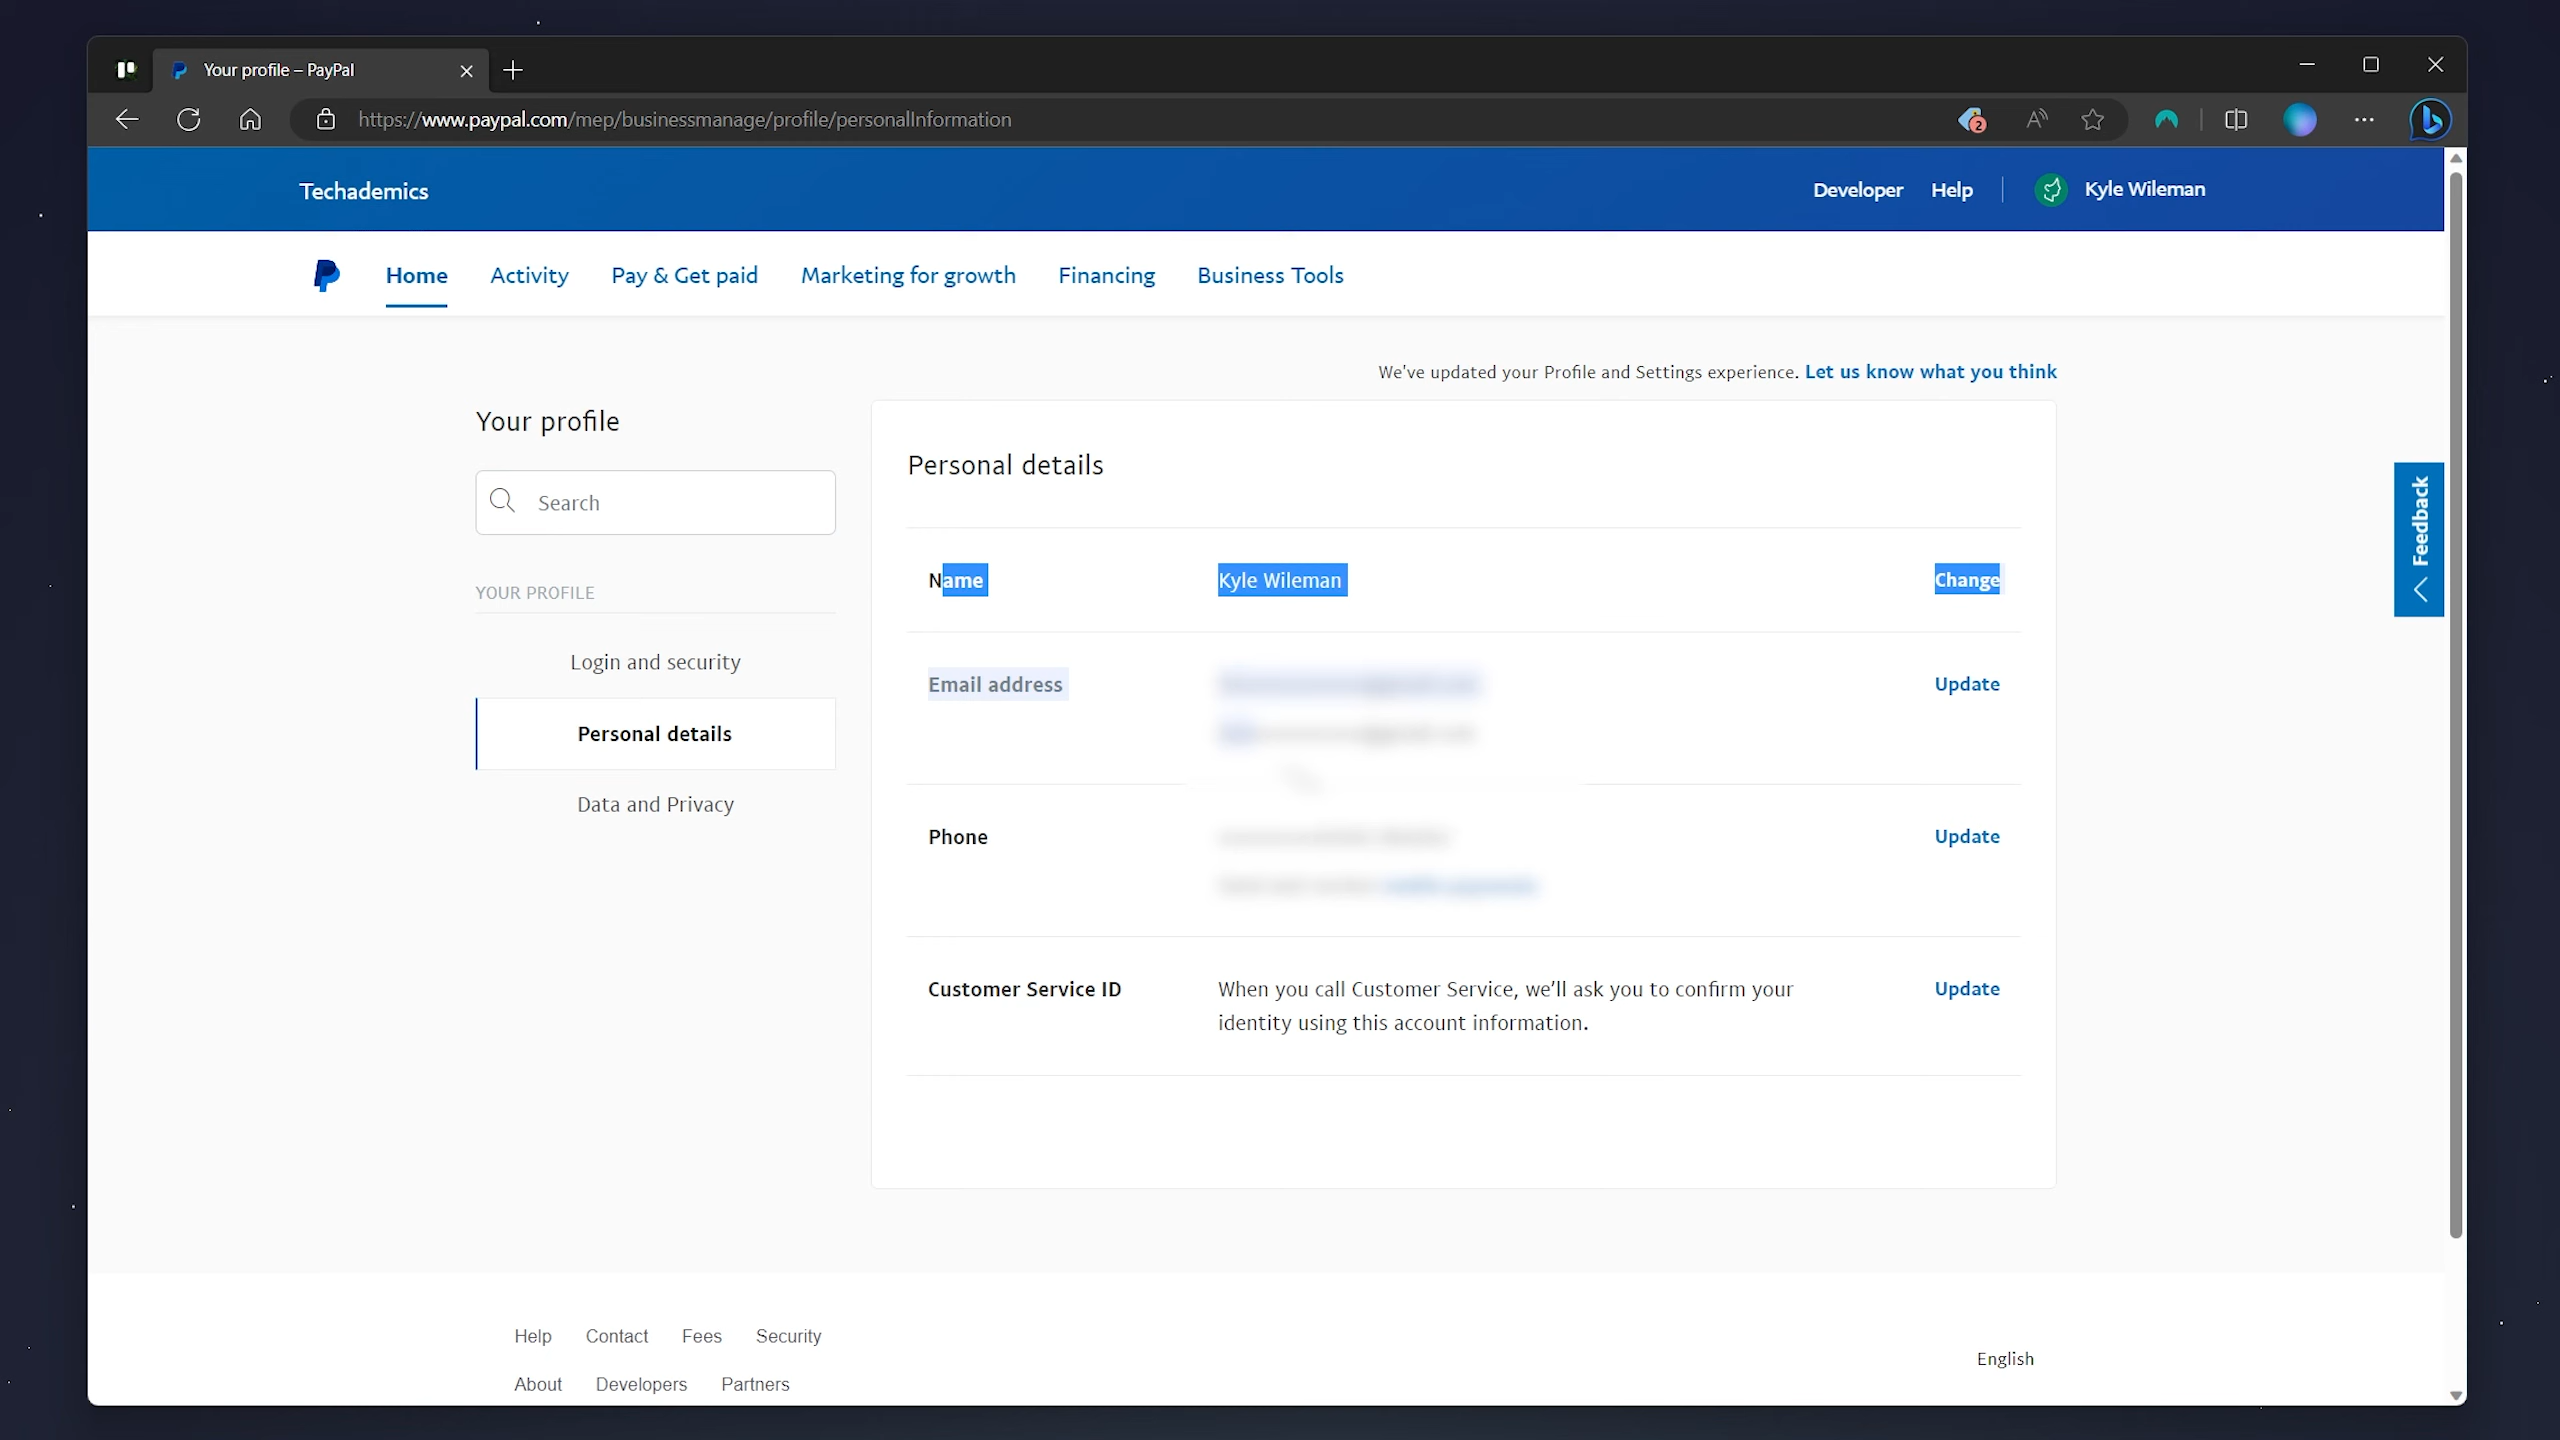 Your profile – PayPal
https://www.paypal.com/mep/businessmanage/profile/personalInformation
2
Techademics
Developer Help Kyle Wileman
Home Activity Pay & Get paid Marketing for growth Financing Business Tools
We've updated your Profile and Settings experience. Let us know what you think
Your profile
Search
YOUR PROFILE
Login and security
Personal details
Data and Privacy
Personal details
Name Kyle Wileman Change
Email address Update
Phone Update
Customer Service ID When you call Customer Service, we'll ask you to confirm your Update
identity using this account information.
Feedback
Help Contact Fees Security
English
About Developers Partners